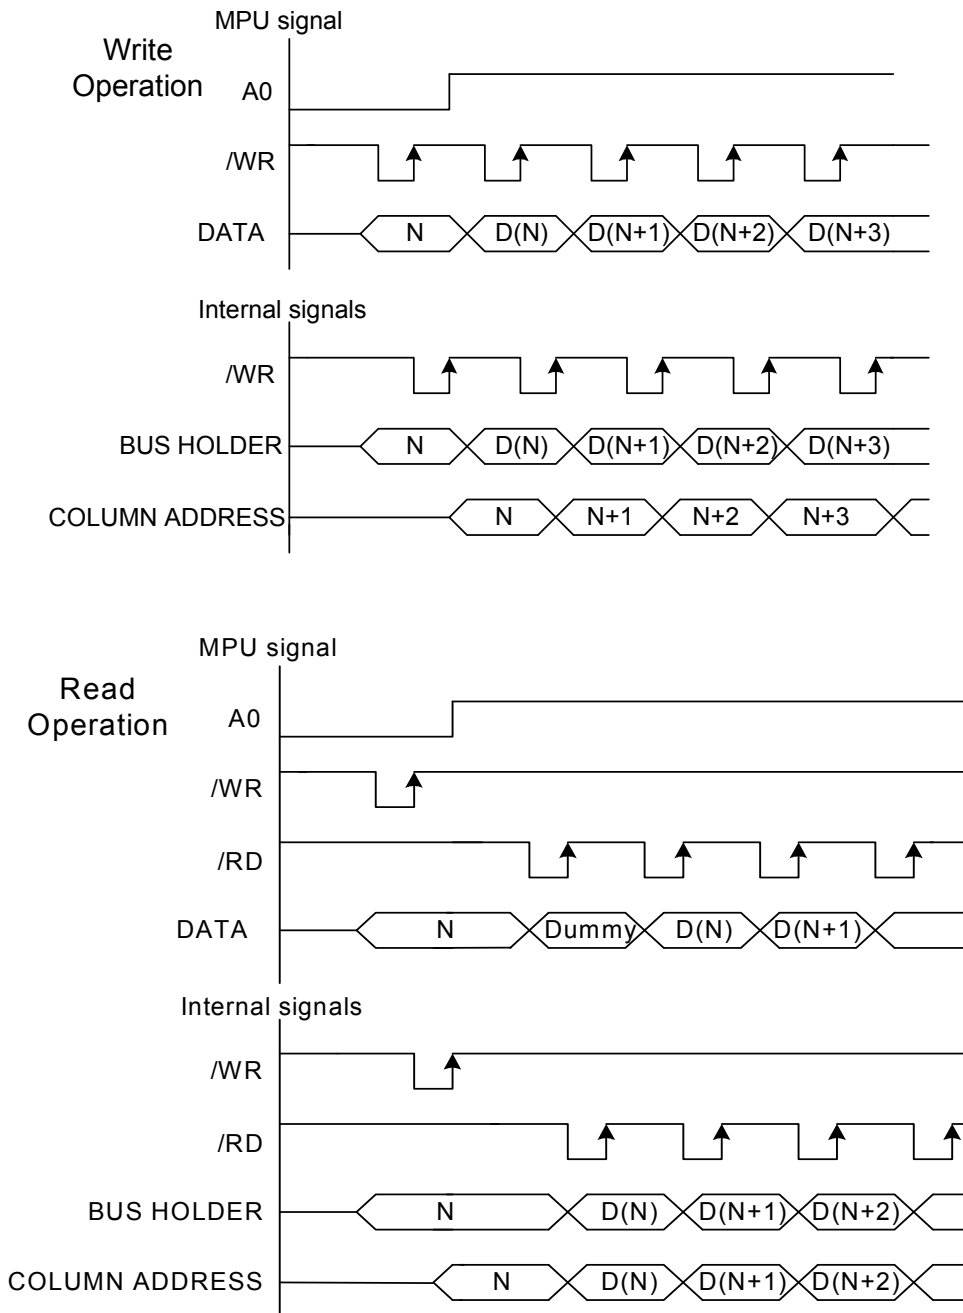 MPU signal
Write
Operation
A0
/WR
DATA N D(N) D(N+1) D(N+2) D(N+3)
Internal signals
/WR
BUS HOLDER N D(N) D(N+1) D(N+2) D(N+3)
COLUMN ADDRESS N N+1 N+2 N+3
MPU signal
Read
Operation
A0
/WR
/RD
DATA N Dummy D(N) D(N+1)
Internal signals
/WR
/RD
BUS HOLDER N D(N) D(N+1) D(N+2)
COLUMN ADDRESS N D(N) D(N+1) D(N+2)